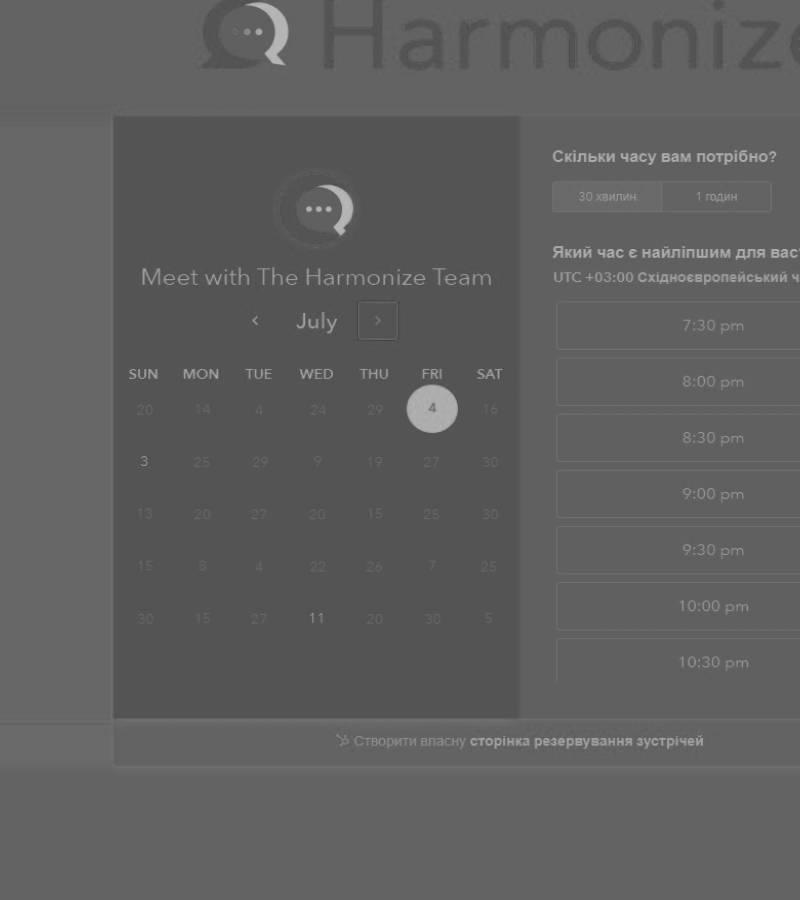 Harmonize
Meet with The Harmonize Team
‹ July ›
SUN MON TUE WED THU FRI SAT
20 14 4 24 29 4 16
3 25 29 9 19 27 30
13 20 27 20 15 25 30
15 8 4 22 26 7 25
30 15 27 11 20 30 5
Скільки часу вам потрібно?
30 хвилин 1 годин
Який час є найліпшим для
UTC +03:00 Східноєвропейський
7:30 pm
8:00 pm
8:30 pm
9:00 pm
9:30 pm
10:00 pm
10:30 pm
Створити власну сторінка резервування зустрічей